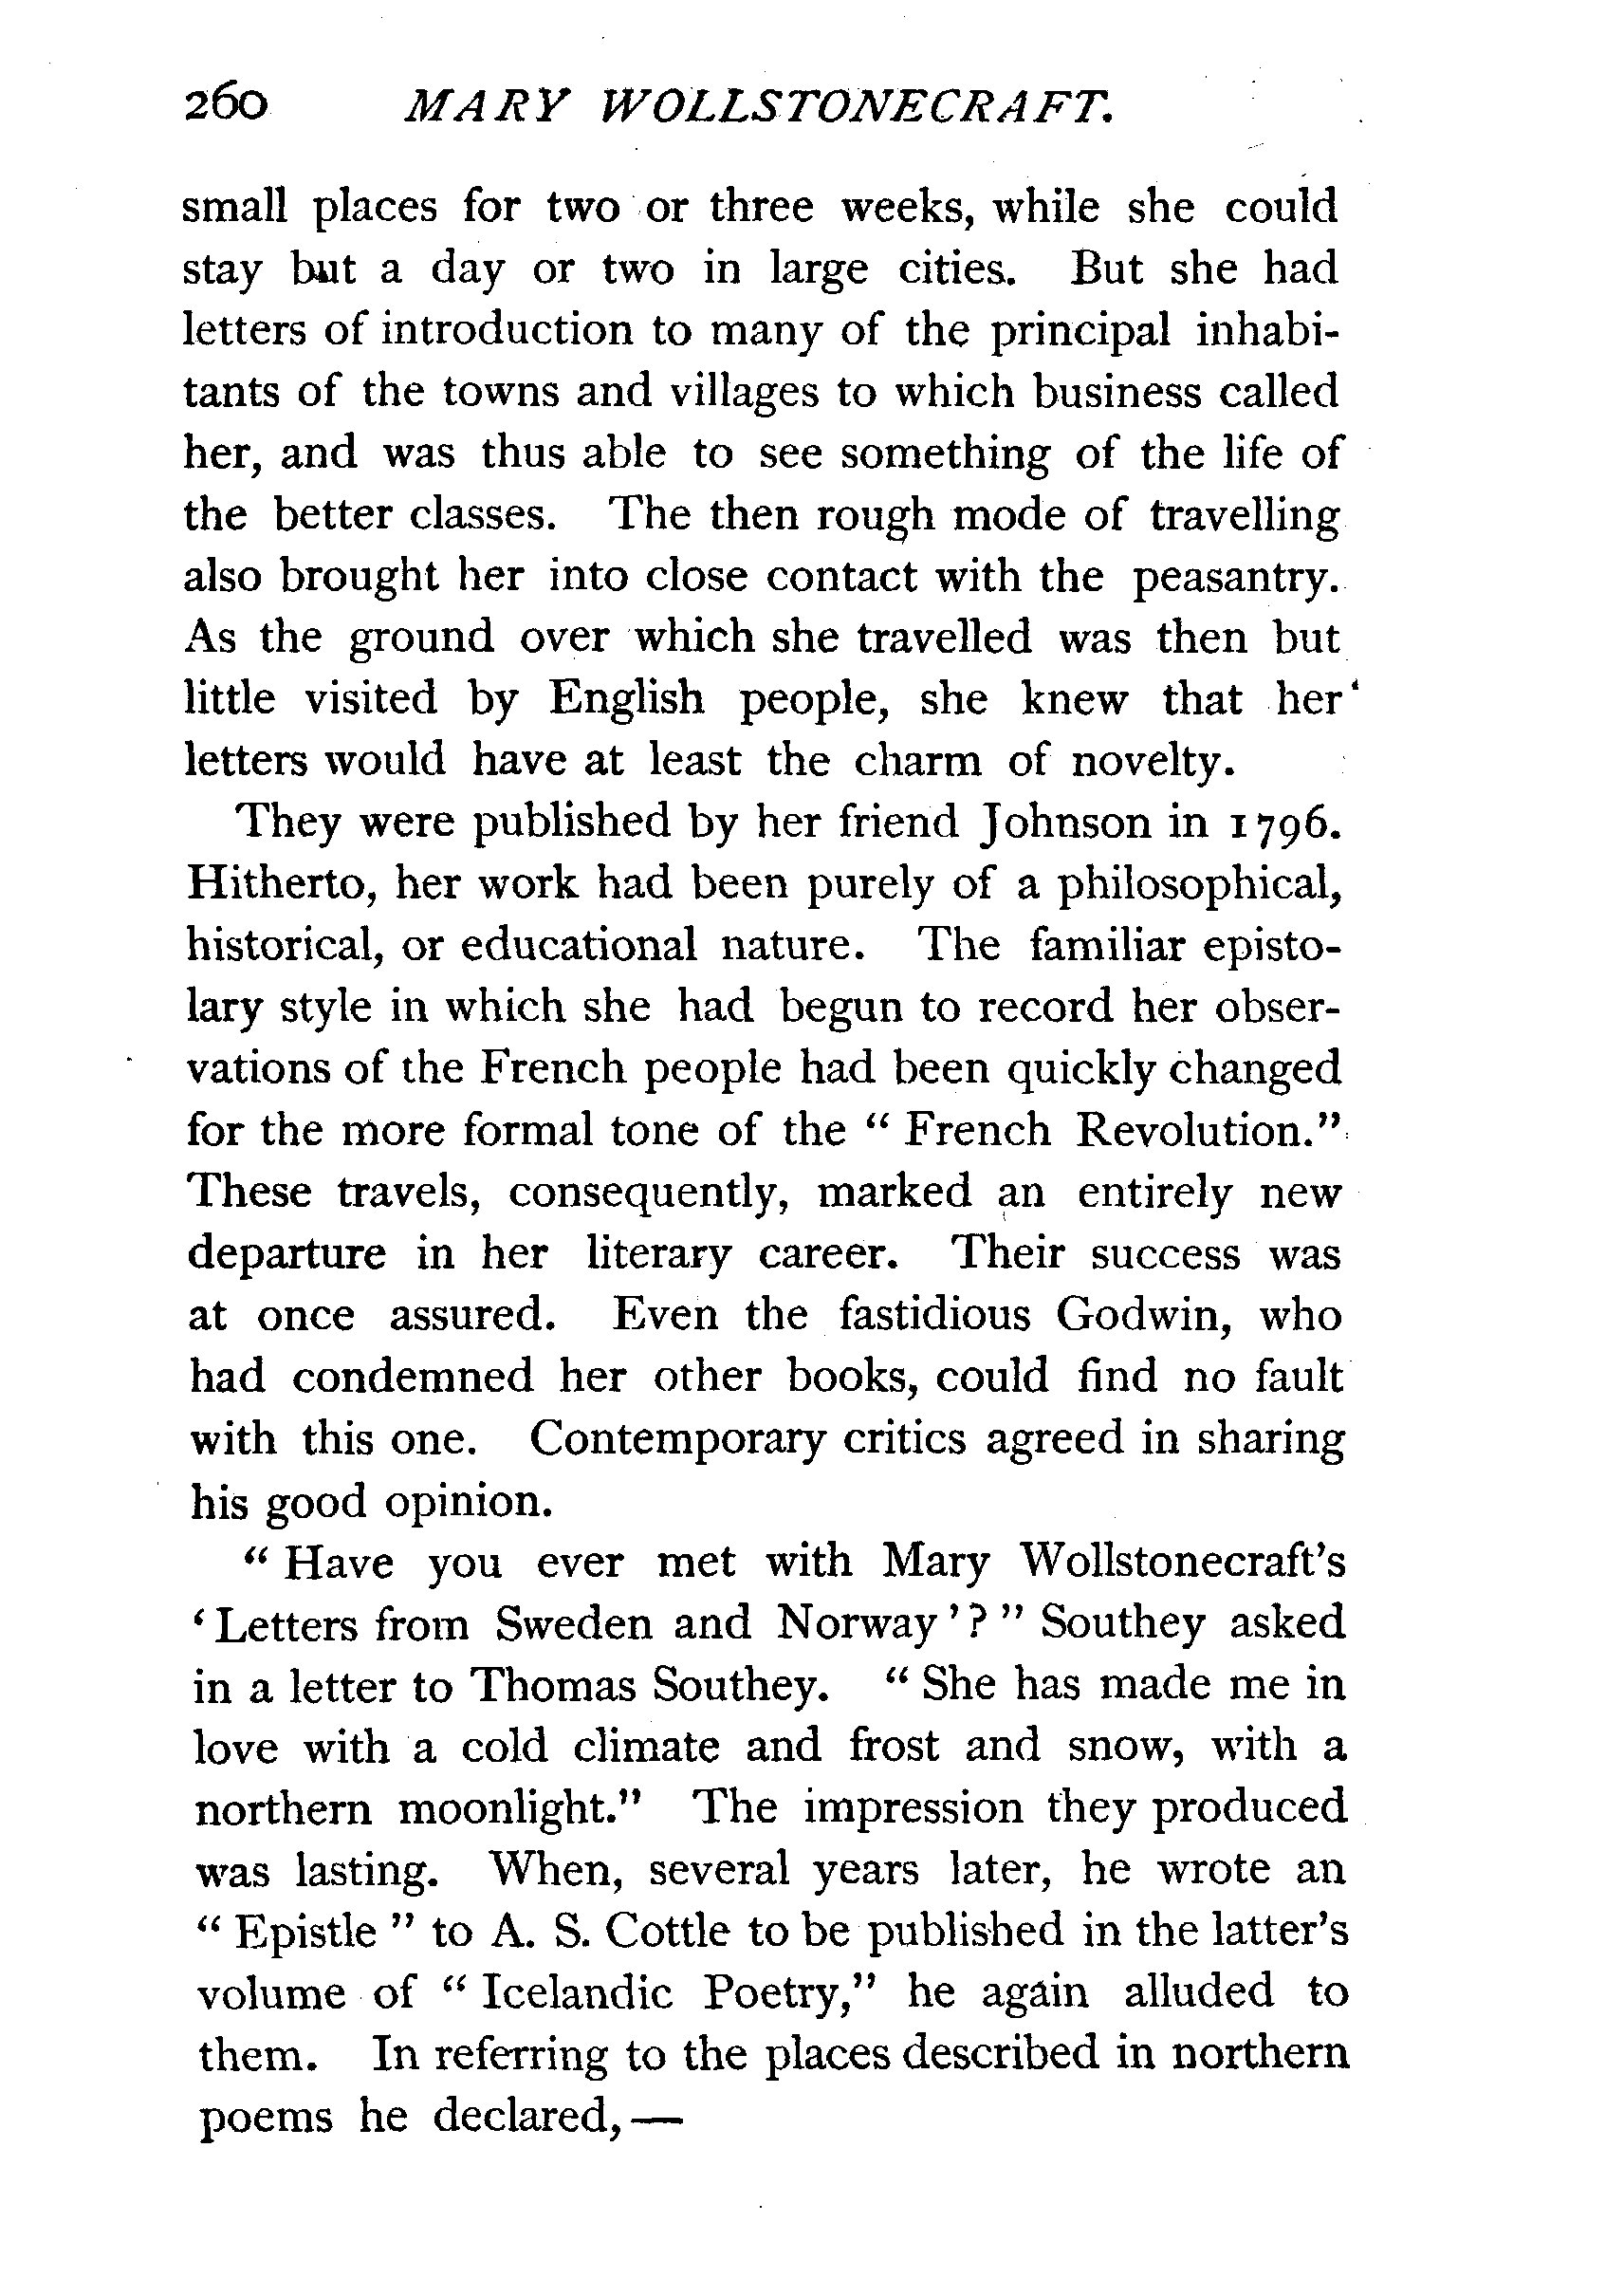 260 MARY WOLLSTONECRAFT.
small places for two or three weeks, while she could
stay but a day or two in large cities. But she had
letters of introduction to many of the principal inhabi-
tants of the towns and villages to which business called
her, and was thus able to see something of the life of
the better classes. The then rough mode of travelling
also brought her into close contact with the peasantry.
As the ground over which she travelled was then but
little visited by English people, she knew that her
letters would have at least the charm of novelty.
They were published by her friend Johnson in 1796.
Hitherto, her work had been purely of a philosophical,
historical, or educational nature. The familiar episto-
lary style in which she had begun to record her obser-
vations of the French people had been quickly changed
for the more formal tone of the “ French Revolution.”
These travels, consequently, marked an entirely new
departure in her literary career. Their success was
at once assured. Even the fastidious Godwin, who
had condemned her other books, could find no fault
with this one. Contemporary critics agreed in sharing
his good opinion.
“ Have you ever met with Mary Wollstonecraft's
‘ Letters from Sweden and Norway ’ ? ” Southey asked
in a letter to Thomas Southey. “ She has made me in
love with a cold climate and frost and snow, with a
northern moonlight.” The impression they produced
was lasting. When, several years later, he wrote an
“ Epistle ” to A. S. Cottle to be published in the latter's
volume of “ Icelandic Poetry,” he again alluded to
them. In referring to the places described in northern
poems he declared, —